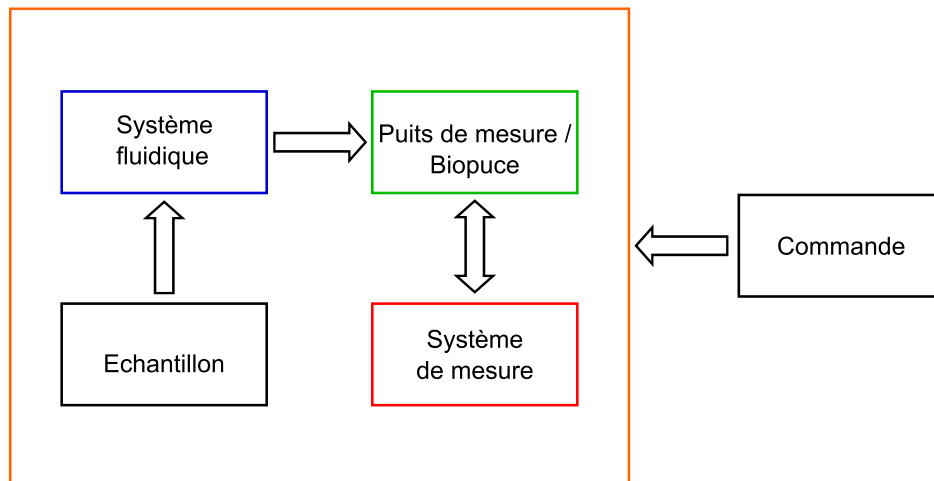 Système
fluidique
Puits de mesure /
Biopuce
Commande
Echantillon
Système
de mesure